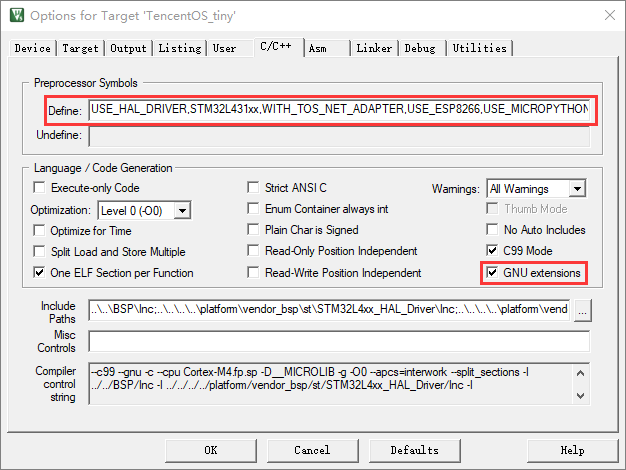 Options for Target 'TencentOS_tiny'
Device Target Output Listing User C/C++ Asm Linker Debug Utilities
Preprocessor Symbols
Define: USE_HAL_DRIVER,STM32L431xx,WITH_TOS_NET_ADAPTER,USE_ESP8266,USE_MICROPYTHON
Undefine:
Language / Code Generation
Execute-only Code Strict ANSI C Warnings: All Warnings
Optimization: Level 0 (-O0) Enum Container always int Thumb Mode
Optimize for Time Plain Char is Signed No Auto Includes
Split Load and Store Multiple Read-Only Position Independent C99 Mode
One ELF Section per Function Read-Write Position Independent GNU extensions
Include Paths ..\..\BSP\Inc;..\..\..\..\platform\vendor_bsp\st\STM32L4xx_HAL_Driver\Inc;..\..\..\..\platform\vend ...
Misc Controls
Compiler control string --c99 --gnu -c --cpu Cortex-M4.fp.sp -D__MICROLIB -g -O0 --apcs=interwork --split_sections -I
../../BSP/Inc -I ../../../../platform/vendor_bsp/st/STM32L4xx_HAL_Driver/Inc -I
OK Cancel Defaults Help